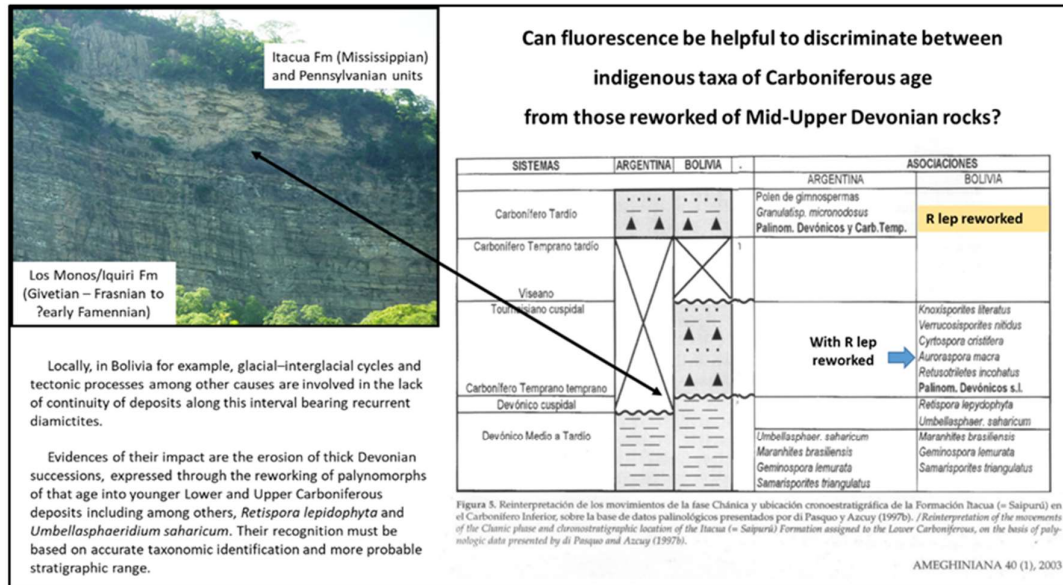 Itacua Fm (Mississippian)
and Pennsylvanian units
Los Monos/Iquiri Fm
(Givetian – Frasnian to
?early Famennian)
Locally, in Bolivia for example, glacial–interglacial cycles and
tectonic processes among other causes are involved in the lack
of continuity of deposits along this interval bearing recurrent
diamictites.
Evidences of their impact are the erosion of thick Devonian
successions, expressed through the reworking of palynomorphs
of that age into younger Lower and Upper Carboniferous
deposits including among others, Retispora lepidophyta and
Umbellasphaeridium saharicum. Their recognition must be
based on accurate taxonomic identification and more probable
stratigraphic range.
Can fluorescence be helpful to discriminate between
indigenous taxa of Carboniferous age
from those reworked of Mid-Upper Devonian rocks?
SISTEMAS ARGENTINA BOLIVIA ASOCIACIONES
ARGENTINA BOLIVIA
Carbonífero Tardío
Polen de gimnospermas
Granulatisp. micronodosus
Palinom. Devónicos y Carb.Temp.
R lep reworked
Carbonífero Temprano tardío
1
Viseano
Tournaisiano cuspidal
With R lep
reworked
Knoxisporites literatus
Verrucosisporites nitidus
Cyrtospora cristifera
Auroraspora macra
Retusotriletes incohatus
Palinom. Devónicos s.l.
Carbonífero Temprano temprano
Devónico cuspidal
Retispora lepydophyta
Umbellasphaer. saharicum
Devónico Medio a Tardío
Umbellasphaer. saharicum
Maranhites brasiliensis
Geminospora lemurata
Samarisporites triangulatus
Maranhites brasiliensis
Geminospora lemurata
Samarisporites triangulatus
Figura 5. Reinterpretación de los movimientos de la fase Chánica y ubicación cronoestratigráfica de la Formación Itacua (= Saipurú) en
el Carbonífero Inferior, sobre la base de datos palinológicos presentados por di Pasquo y Azcuy (1997b). /Reinterpretation of the movements
of the Chanic phase and chronostratigraphic location of the Itacua (= Saipurú) Formation assigned to the Lower Carboniferous, on the basis of paly-
nologic data presented by di Pasquo and Azcuy (1997b).
AMEGHINIANA 40 (1), 2003